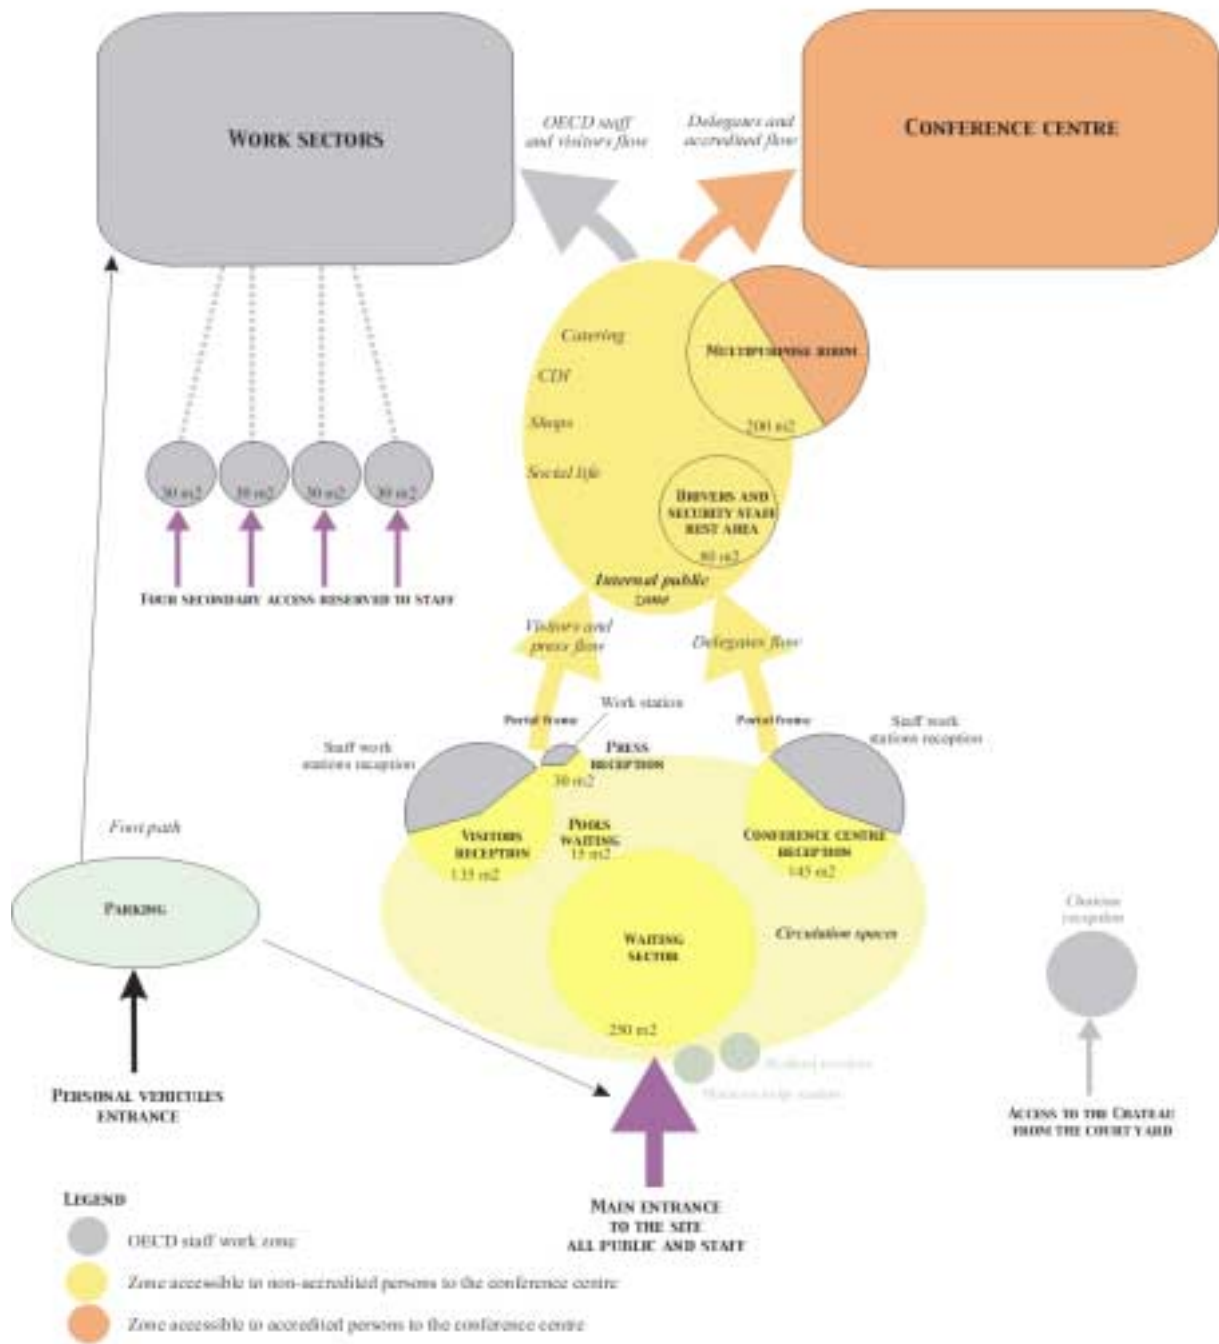 WORK SECTORS
OECD staff
and visitors flow
Delegates and
accredited flow
CONFERENCE CENTRE
Catering
CDI
Shops
Social life
MULTIPURPOSE ROOM
200 m2
DRIVERS AND
SECURITY STAFF
REST AREA
80 m2
Internal public
zone
30 m2
30 m2
30 m2
30 m2
FOUR SECONDARY ACCESS RESERVED TO STAFF
Visitors and
press flow
Delegates flow
Work station
Portal frame
Portal frame
Staff work
stations reception
Staff work
stations reception
PRESS
RECEPTION
30 m2
VISITORS
RECEPTION
135 m2
POOLS
WAITING
15 m2
CONFERENCE CENTRE
RECEPTION
145 m2
Foot path
PARKING
WAITING
SECTOR
250 m2
Circulation spaces
reception
PERSONAL VEHICULES
ENTRANCE
ACCESS TO THE CHATEAU
FROM THE COURT YARD
MAIN ENTRANCE
TO THE SITE
ALL PUBLIC AND STAFF
LEGEND
OECD staff work zone
Zone accessible to non-accredited persons to the conference centre
Zone accessible to accredited persons to the conference centre